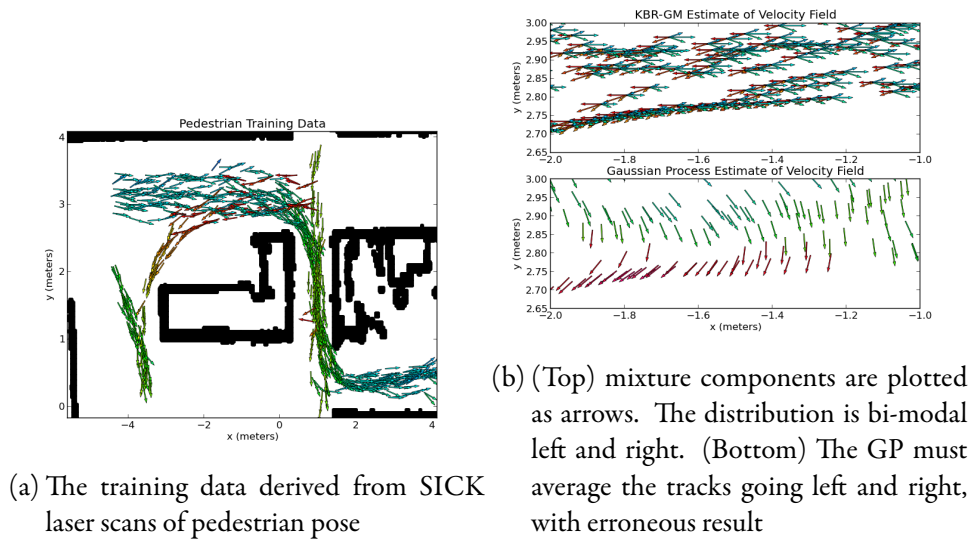 Pedestrian Training Data
4
3
2
1
0
y (meters)
−4
−2
0
2
4
x (meters)
(a) The training data derived from SICK
laser scans of pedestrian pose
KBR-GM Estimate of Velocity Field
3.00
2.95
2.90
2.85
2.80
2.75
2.70
2.65
y (meters)
−2.0
−1.8
−1.6
−1.4
−1.2
−1.0
Gaussian Process Estimate of Velocity Field
3.00
2.95
2.90
2.85
2.80
2.75
2.70
2.65
y (meters)
−2.0
−1.8
−1.6
−1.4
−1.2
−1.0
x (meters)
(b) (Top) mixture components are plotted
as arrows. The distribution is bi-modal
left and right. (Bottom) The GP must
average the tracks going left and right,
with erroneous result